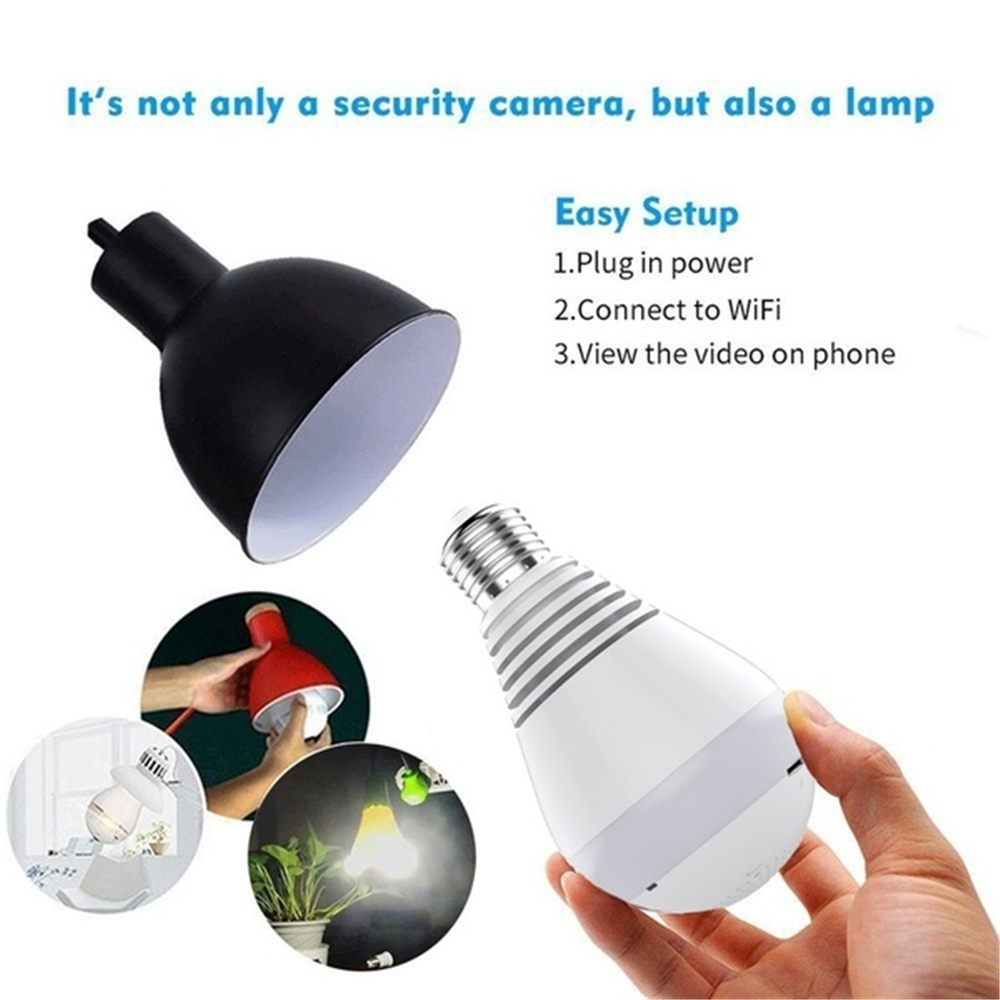 It's not anly a security camera, but also a lamp
Easy Setup
1.Plug in power
2.Connect to WiFi
3.View the video on phone